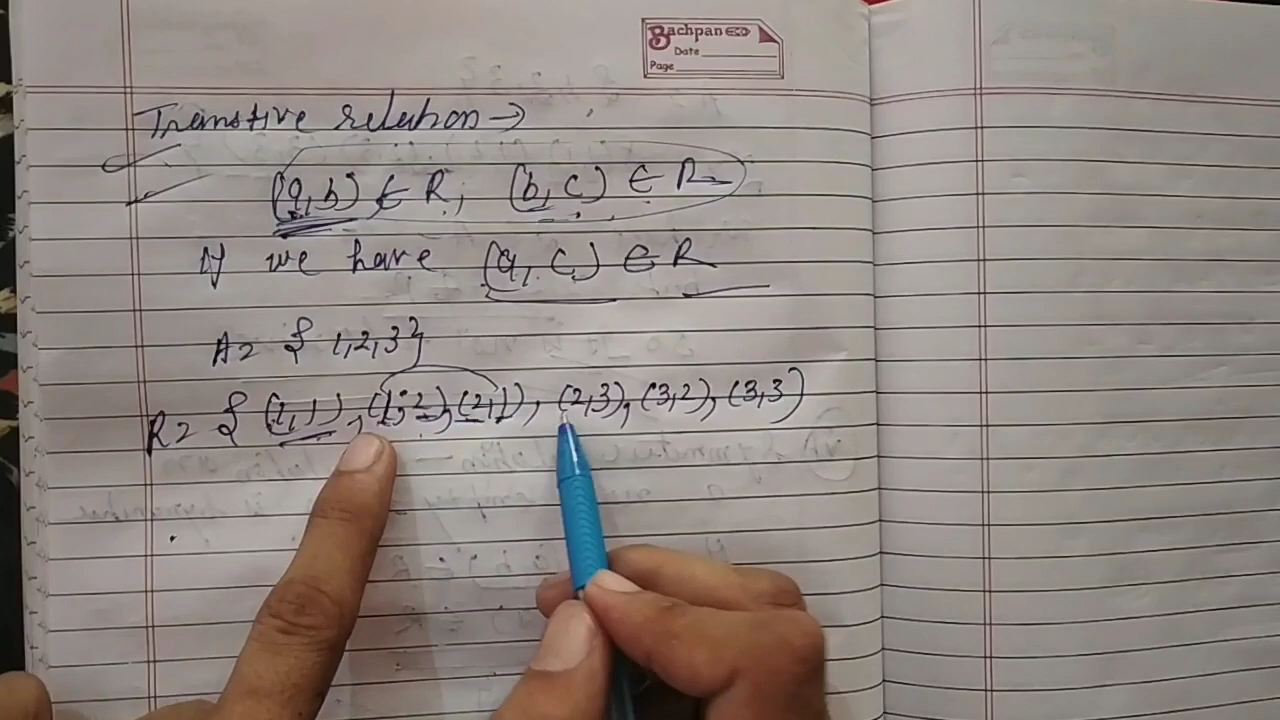 Bachpan
Date
Page
Transtive relation →
(a, b) ∈ R, (b, c) ∈ R
If we have (a, c) ∈ R
A = { 1, 2, 3 }
R = { (1, 1), (1, 2), (2, 1), (2, 3), (3, 2), (3, 3)